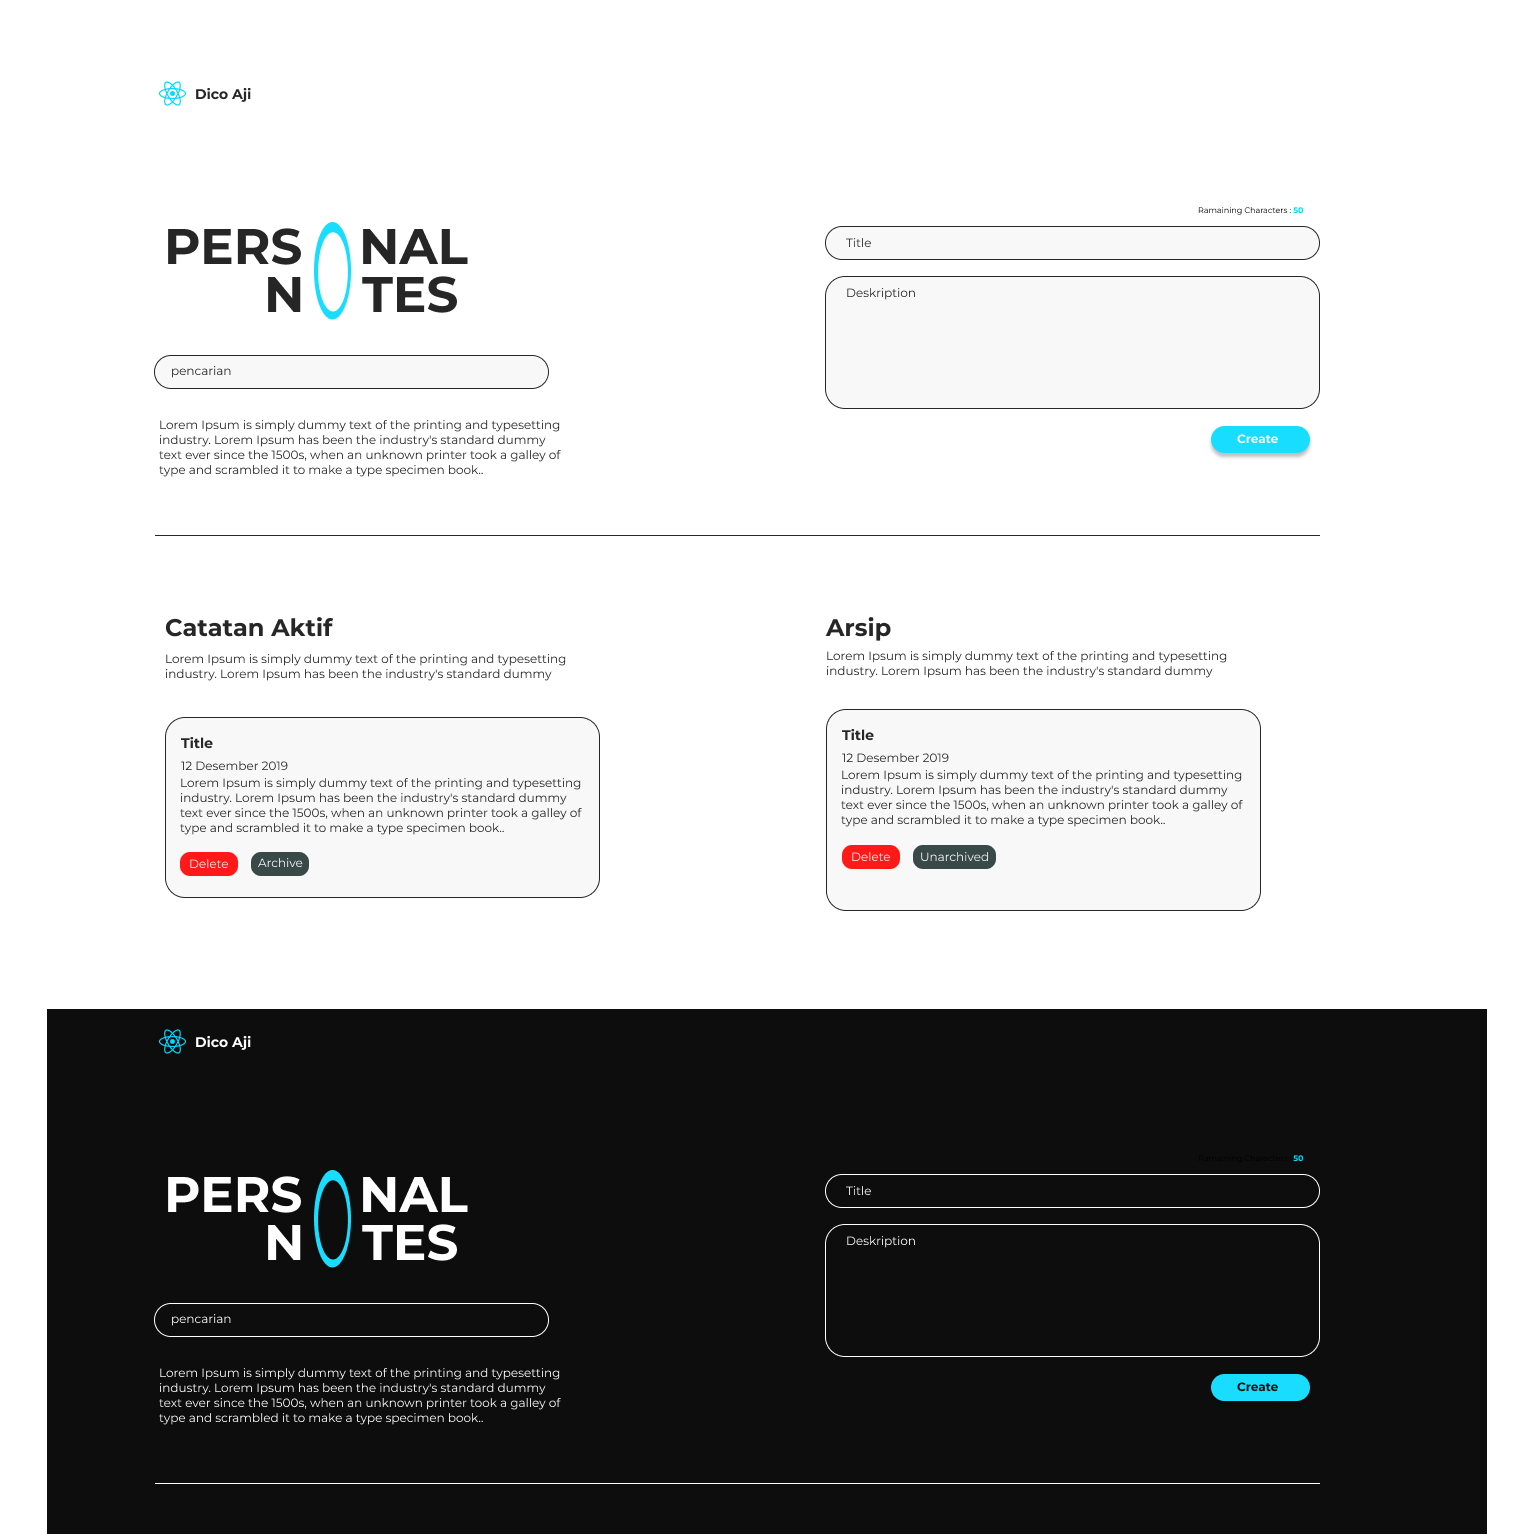 Dico Aji
PERSONAL
NOTES
pencarian
Lorem Ipsum is simply dummy text of the printing and typesetting
industry. Lorem Ipsum has been the industry's standard dummy
text ever since the 1500s, when an unknown printer took a galley of
type and scrambled it to make a type specimen book..
Ramaining Characters : 50
Title
Deskription
Create
Catatan Aktif
Lorem Ipsum is simply dummy text of the printing and typesetting
industry. Lorem Ipsum has been the industry's standard dummy
Title
12 Desember 2019
Lorem Ipsum is simply dummy text of the printing and typesetting
industry. Lorem Ipsum has been the industry's standard dummy
text ever since the 1500s, when an unknown printer took a galley of
type and scrambled it to make a type specimen book..
Delete Archive
Arsip
Lorem Ipsum is simply dummy text of the printing and typesetting
industry. Lorem Ipsum has been the industry's standard dummy
Title
12 Desember 2019
Lorem Ipsum is simply dummy text of the printing and typesetting
industry. Lorem Ipsum has been the industry's standard dummy
text ever since the 1500s, when an unknown printer took a galley of
type and scrambled it to make a type specimen book..
Delete Unarchived
Dico Aji
PERSONAL
NOTES
pencarian
Lorem Ipsum is simply dummy text of the printing and typesetting
industry. Lorem Ipsum has been the industry's standard dummy
text ever since the 1500s, when an unknown printer took a galley of
type and scrambled it to make a type specimen book..
50
Title
Deskription
Create